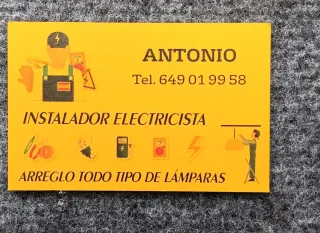 ANTONIO
Tel. 649 01 99 58
INSTALADOR ELECTRICISTA
ARREGLO TODO TIPO DE LÁMPARAS